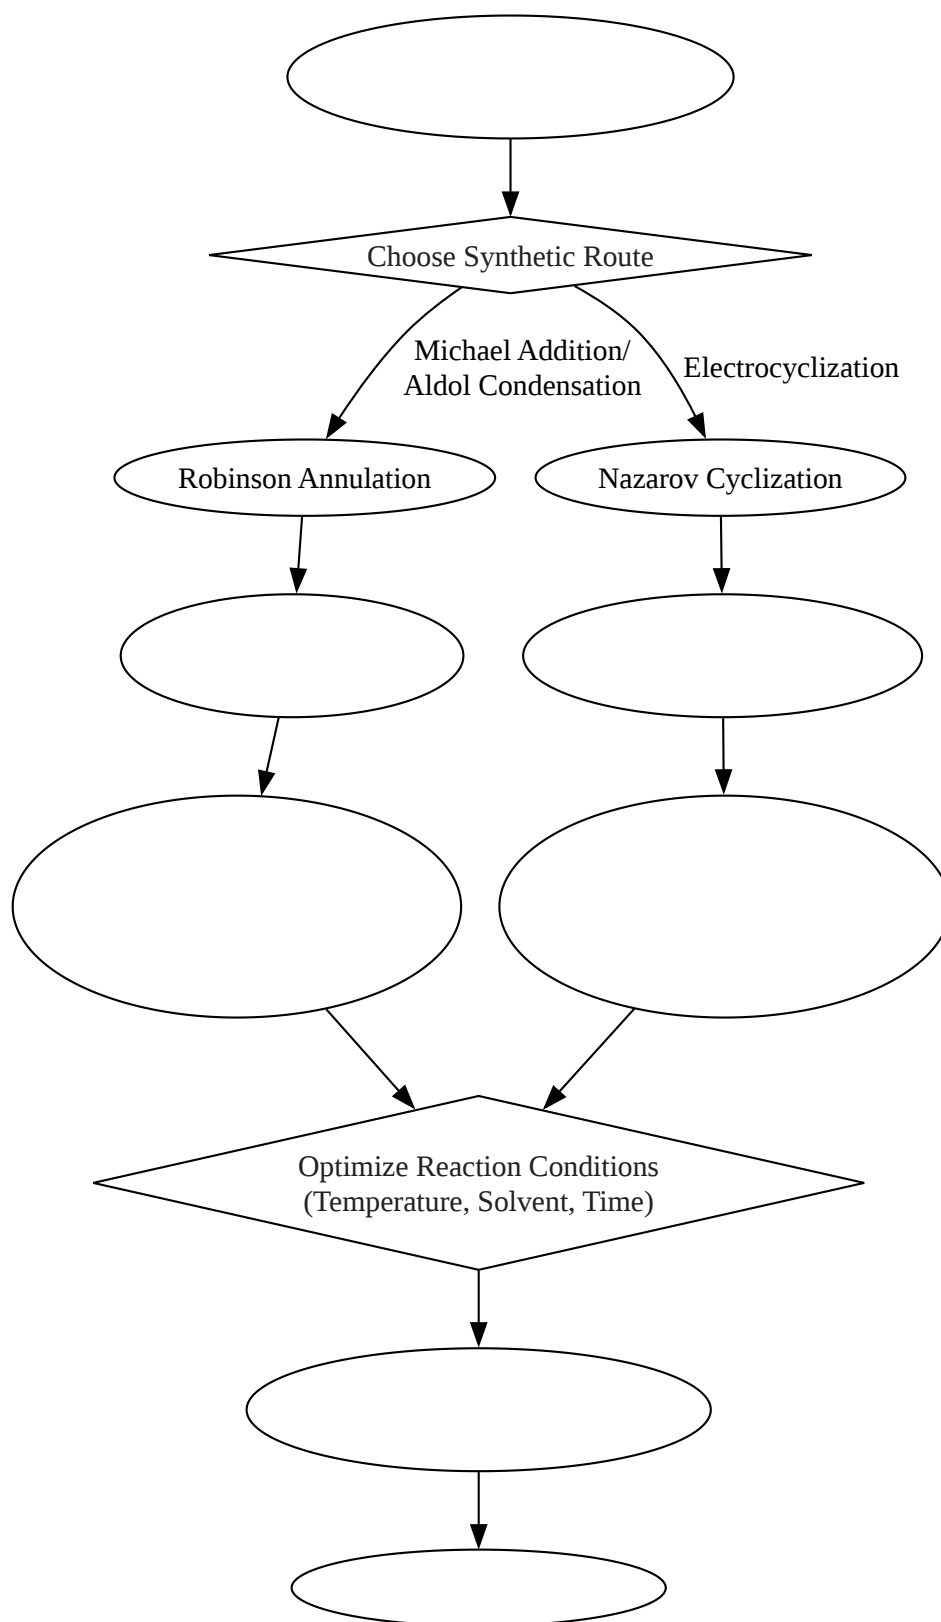 Choose Synthetic Route
Michael Addition/
Aldol Condensation
Electrocyclization
Robinson Annulation
Nazarov Cyclization
Optimize Reaction Conditions
(Temperature, Solvent, Time)